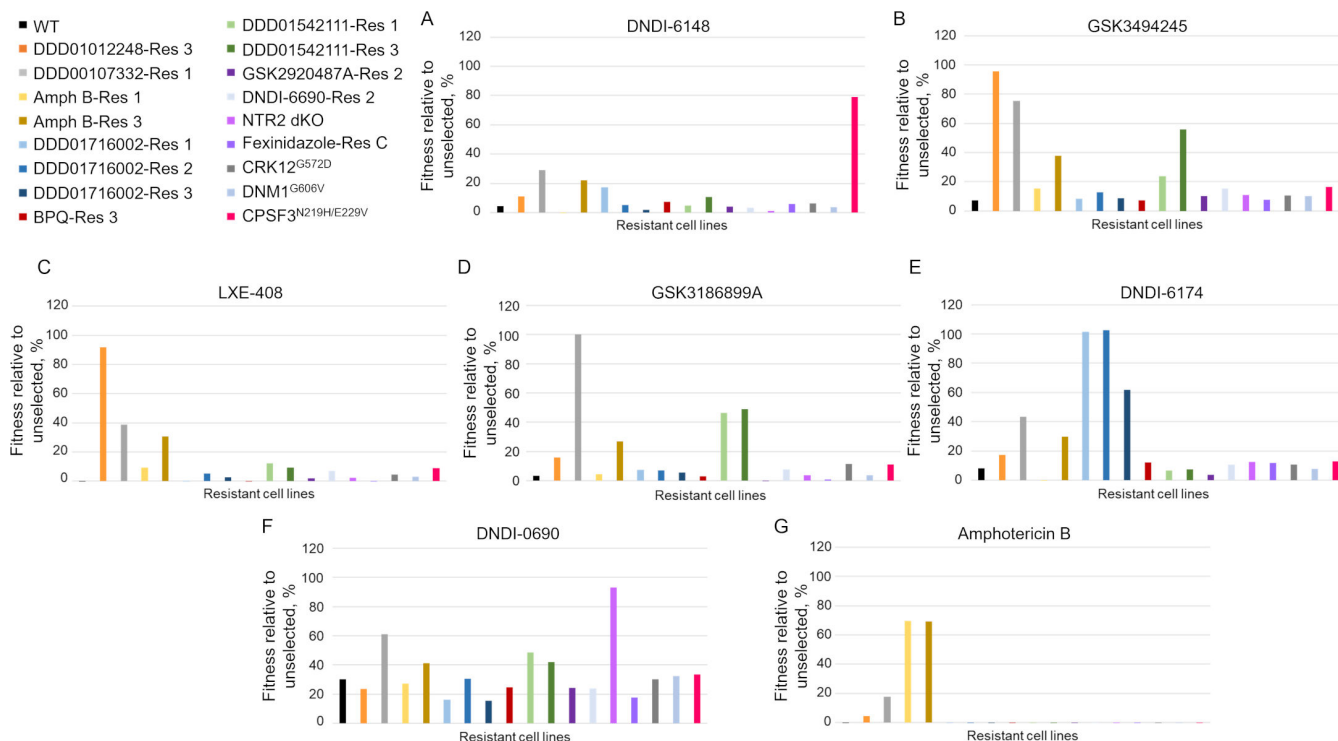 WT
DDD01012248-Res 3
DDD00107332-Res 1
Amph B-Res 1
Amph B-Res 3
DDD01716002-Res 1
DDD01716002-Res 2
DDD01716002-Res 3
BPQ-Res 3
DDD01542111-Res 1
DDD01542111-Res 3
GSK2920487A-Res 2
DNDI-6690-Res 2
NTR2 dKO
Fexinidazole-Res C
CRK12G572D
DNM1G606V
CPSF3N219H/E229V
A
DNDI-6148
Fitness relative to
unselected, %
120
100
80
60
40
20
0
Resistant cell lines
B
GSK3494245
Fitness relative to
unselected, %
120
100
80
60
40
20
0
Resistant cell lines
C
LXE-408
Fitness relative to
unselected, %
120
100
80
60
40
20
0
Resistant cell lines
D
GSK3186899A
Fitness relative to
unselected, %
120
100
80
60
40
20
0
Resistant cell lines
E
DNDI-6174
Fitness relative to
unselected, %
120
100
80
60
40
20
0
Resistant cell lines
F
DNDI-0690
Fitness relative to
unselected, %
120
100
80
60
40
20
0
Resistant cell lines
G
Amphotericin B
Fitness relative to
unselected, %
120
100
80
60
40
20
0
Resistant cell lines